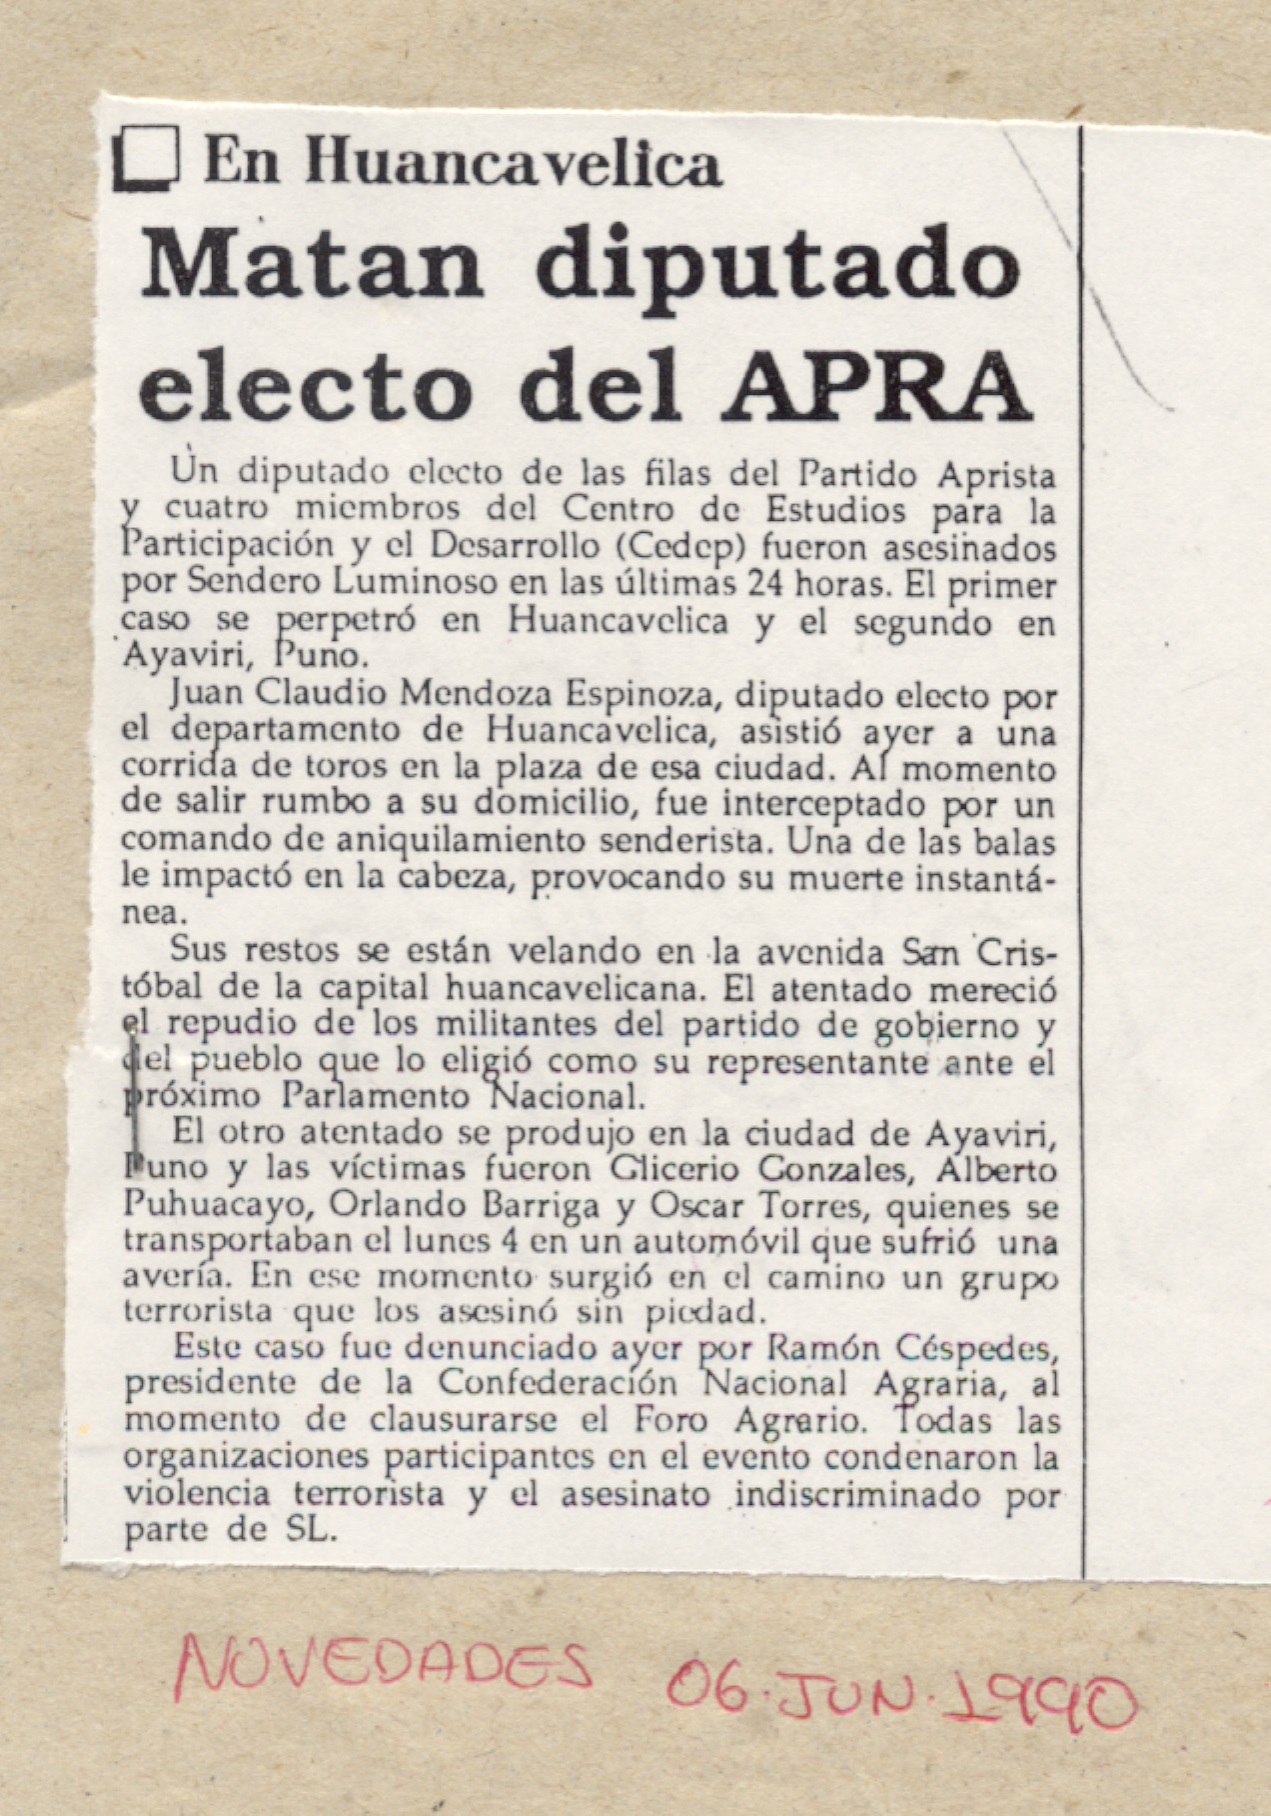 En Huancavelica
Matan diputado
electo del APRA
Un diputado electo de las filas del Partido Aprista
y cuatro miembros del Centro de Estudios para la
Participación y el Desarrollo (Cedep) fueron asesinados
por Sendero Luminoso en las últimas 24 horas. El primer
caso se perpetró en Huancavelica y el segundo en
Ayaviri, Puno.
Juan Claudio Mendoza Espinoza, diputado electo por
el departamento de Huancavelica, asistió ayer a una
corrida de toros en la plaza de esa ciudad. Al momento
de salir rumbo a su domicilio, fue interceptado por un
comando de aniquilamiento senderista. Una de las balas
le impactó en la cabeza, provocando su muerte instantá-
nea.
Sus restos se están velando en la avenida San Cris-
tóbal de la capital huancavelicana. El atentado mereció
el repudio de los militantes del partido de gobierno y
del pueblo que lo eligió como su representante ante el
próximo Parlamento Nacional.
El otro atentado se produjo en la ciudad de Ayaviri,
Puno y las víctimas fueron Glicerio Gonzales, Alberto
Puhuacayo, Orlando Barriga y Oscar Torres, quienes se
transportaban el lunes 4 en un automóvil que sufrió una
avería. En ese momento surgió en el camino un grupo
terrorista que los asesinó sin piedad.
Este caso fue denunciado ayer por Ramón Céspedes,
presidente de la Confederación Nacional Agraria, al
momento de clausurarse el Foro Agrario. Todas las
organizaciones participantes en el evento condenaron la
violencia terrorista y el asesinato indiscriminado por
parte de SL.
NOVEDADES 06.JUN.1990